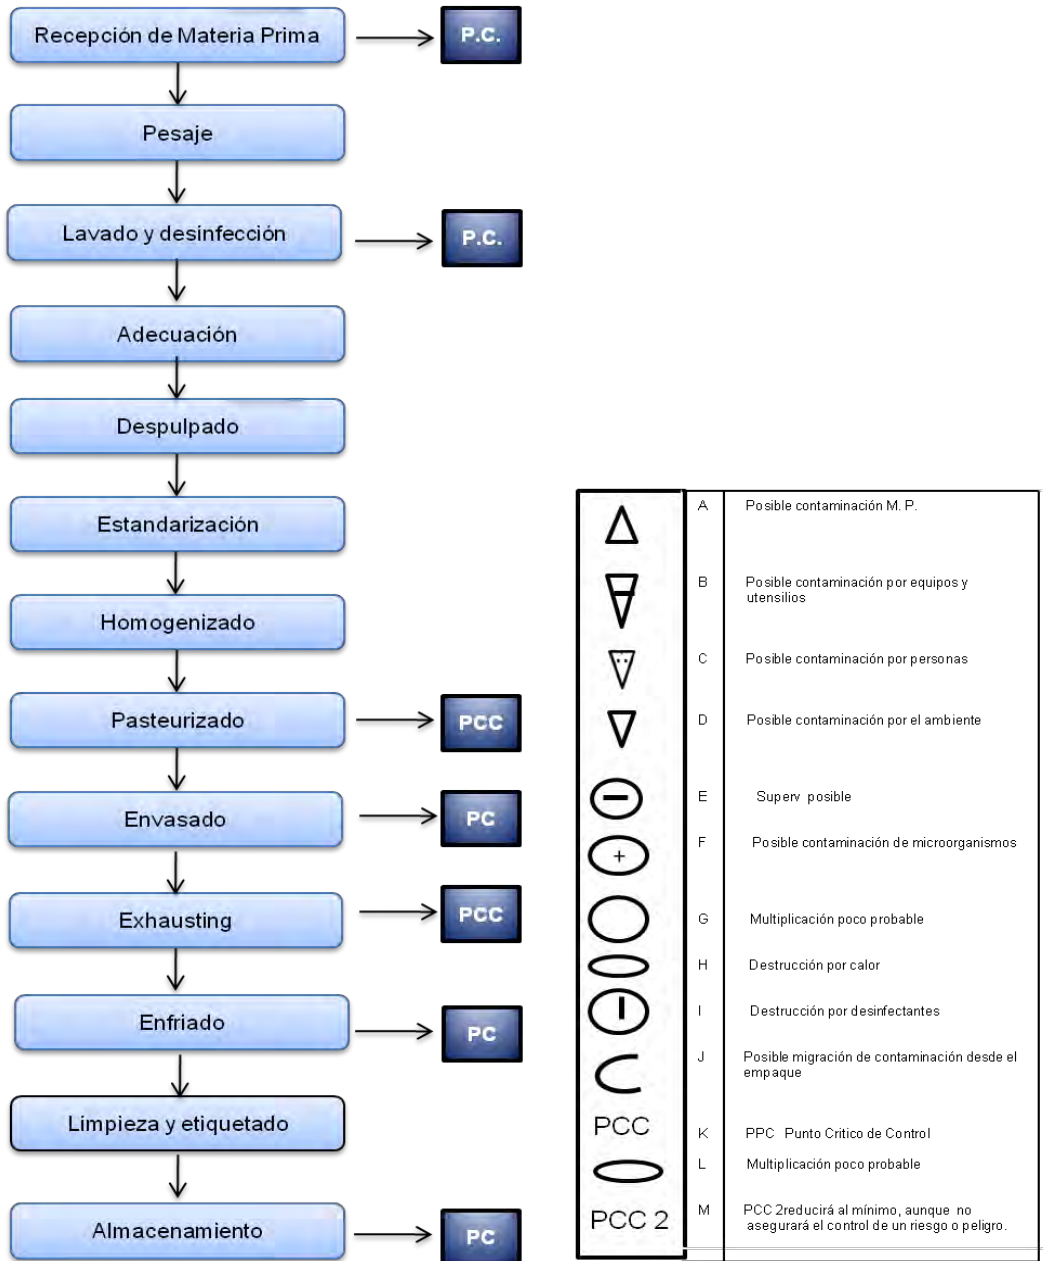 Recepción de Materia Prima
P.C.
Pesaje
Lavado y desinfección
P.C.
Adecuación
Despulpado
Estandarización
Homogenizado
Pasteurizado
PCC
Envasado
PC
Exhausting
PCC
Enfriado
PC
Limpieza y etiquetado
Almacenamiento
PC
A Posible contaminación M. P.
B Posible contaminación por equipos y
utensilios
C Posible contaminación por personas
D Posible contaminación por el ambiente
E Superv posible
+ F Posible contaminación de microorganismos
G Multiplicación poco probable
H Destrucción por calor
I Destrucción por desinfectantes
J Posible migración de contaminación desde el
empaque
PCC K PPC Punto Critico de Control
L Multiplicación poco probable
PCC 2 M PCC 2reducirá al mínimo, aunque no
asegurará el control de un riesgo o peligro.